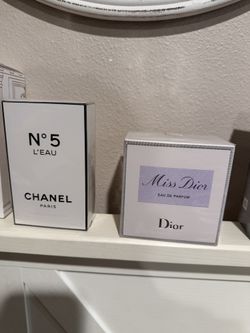 N°5
L'EAU
CHANEL
PARIS
Miss Dior
EAU DE PARFUM
Dior